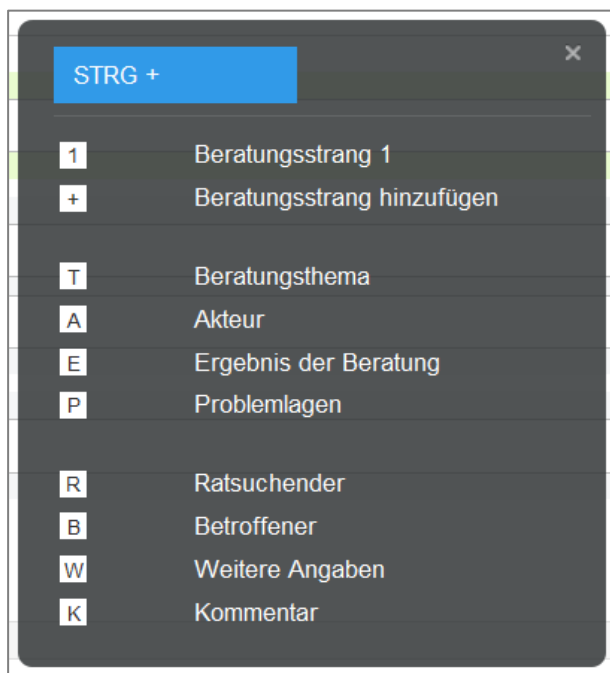 STRG +
×
1 Beratungsstrang 1
+ Beratungsstrang hinzufügen
T Beratungsthema
A Akteur
E Ergebnis der Beratung
P Problemlagen
R Ratsuchender
B Betroffener
W Weitere Angaben
K Kommentar